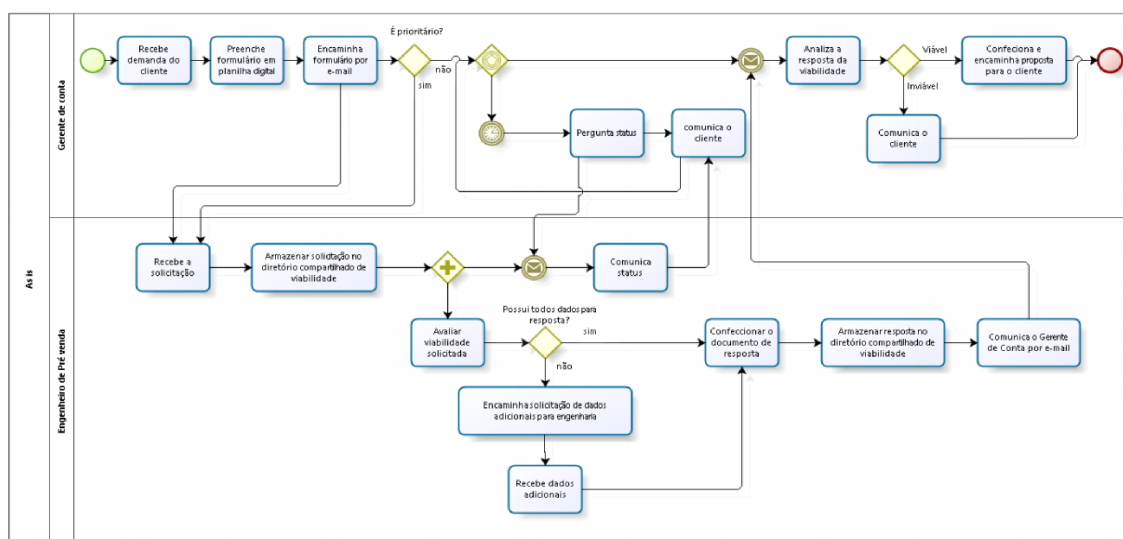 As is
Gerente de conta
Recebe
demanda do
cliente
Preenche
formulário em
planilha digital
Encaminha
formulário por
e-mail
É prioritário?
não
sim
Pergunta status
comunica o
cliente
Analiza a
resposta da
viabilidade
Viável
Inviável
Confeciona e
encaminha proposta
para o cliente
Comunica o
cliente
Engenheiro de Pré venda
Recebe a
solicitação
Armazenar solictação no
diretório compartilhado de
viabilidade
Comunica
status
Avaliar
viabilidade
solicitada
Possui todos dados para
resposta?
sim
não
Confeccionar o
documento de
resposta
Armazenar resposta no
diretório compartilhado de
viabilidade
Comunica o Gerente
de Conta por e-mail
Encaminha solicitação de dados
adicionais para engenharia
Recebe dados
adicionais